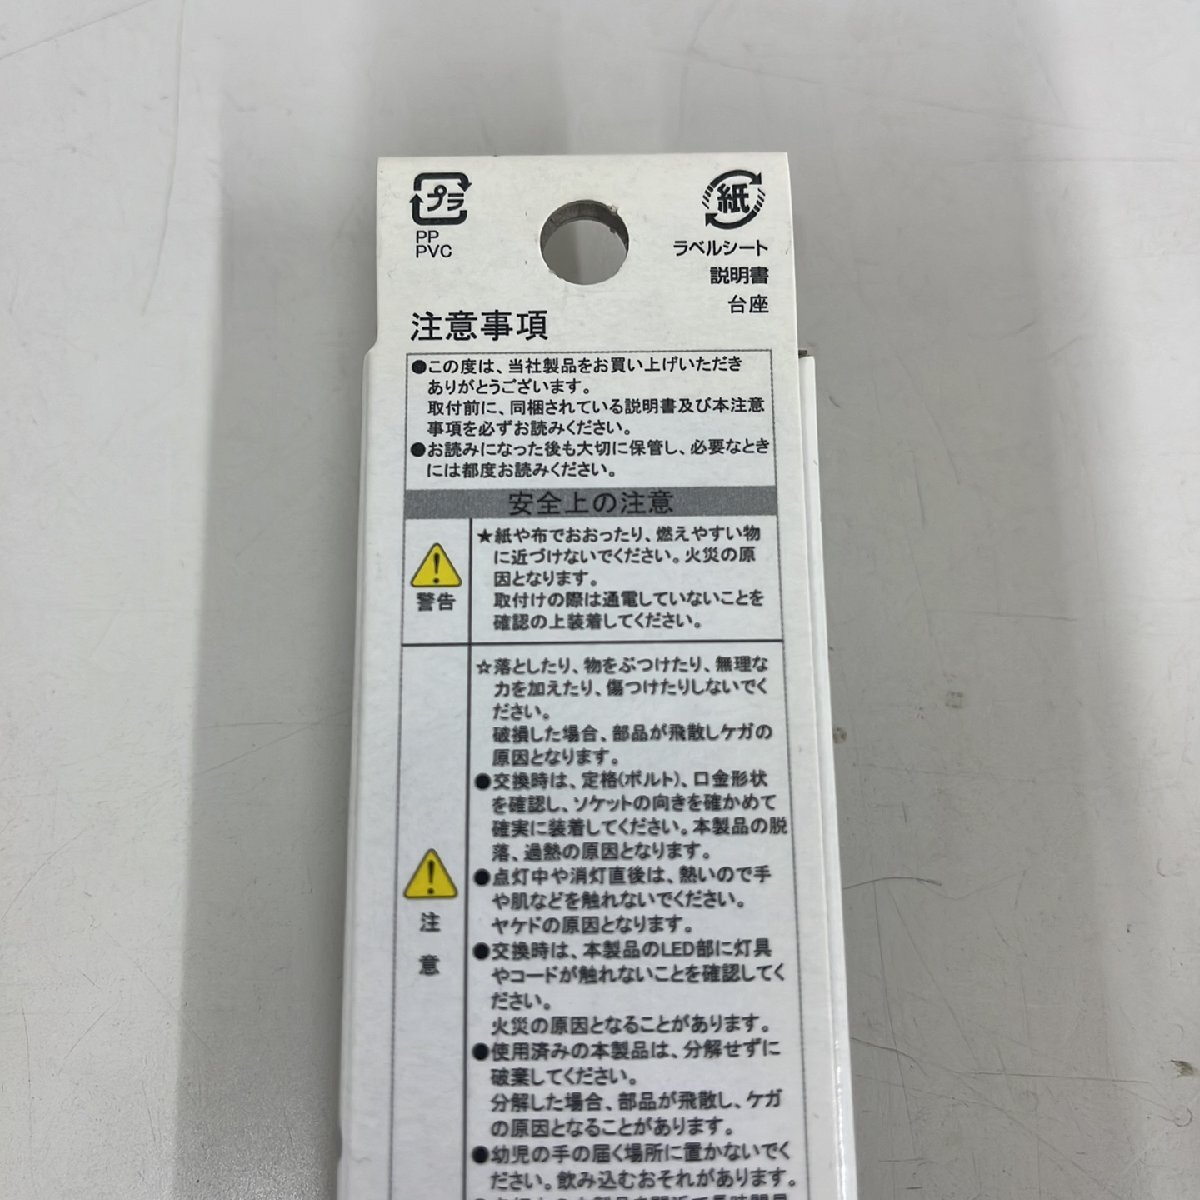 プラ
PP
PVC
紙
ラベルシート
説明書
台座
注意事項
●この度は、当社製品をお買い上げいただき
ありがとうございます。
取付前に、同梱されている説明書及び本注意
事項を必ずお読みください。
●お読みになった後も大切に保管し、必要なとき
には都度お読みください。
安全上の注意
警告
★紙や布でおおったり、燃えやすい物
に近づけないでください。火災の原
因となります。
取付けの際は通電していないことを
確認の上装着してください。
注
意
☆落としたり、物をぶつけたり、無理な
力を加えたり、傷つけたりしないでく
ださい。
破損した場合、部品が飛散しケガの
原因となります。
●交換時は、定格(ボルト)、口金形状
を確認し、ソケットの向きを確かめて
確実に装着してください。本製品の脱
落、過熱の原因となります。
●点灯中や消灯直後は、熱いので手
や肌などを触れないでください。
ヤケドの原因となります。
●交換時は、本製品のLED部に灯具
やコードが触れないことを確認してく
ださい。
火災の原因となることがあります。
●使用済みの本製品は、分解せずに
破棄してください。
分解した場合、部品が飛散し、ケガ
の原因となることがあります。
●幼児の手の届く場所に置かないでく
ださい。飲み込むおそれがあります。